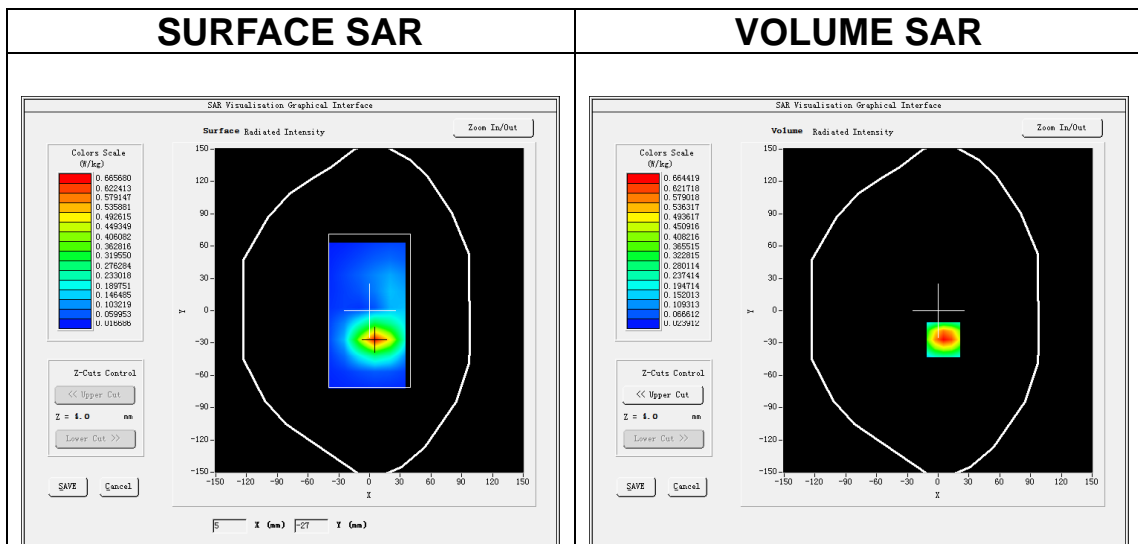 SURFACE SAR
VOLUME SAR
SAR Visualisation Graphical Interface
Surface Radiated Intensity
Zoom In/Out
Colors Scale
(W/kg)
0.665680
0.622413
0.579147
0.535881
0.492615
0.449349
0.406082
0.362816
0.319550
0.276284
0.233018
0.189751
0.146485
0.103219
0.059953
0.016686
150
120
90
60
30
0
-30
-60
-90
-120
-150
Y
-150 -120 -90 -60 -30 0 30 60 90 120 150
X
Z-Cuts Control
<< Upper Cut
Z = 4.0 mm
Lower Cut >>
SAVE
Cancel
5 X (mm) -27 Y (mm)
SAR Visualisation Graphical Interface
Volume Radiated Intensity
Zoom In/Out
Colors Scale
(W/kg)
0.664419
0.621718
0.579018
0.536317
0.493617
0.450916
0.408216
0.365515
0.322815
0.280114
0.237414
0.194714
0.152013
0.109313
0.066612
0.023912
150
120
90
60
30
0
-30
-60
-90
-120
-150
Y
-150 -120 -90 -60 -30 0 30 60 90 120 150
X
Z-Cuts Control
<< Upper Cut
Z = 4.0 mm
Lower Cut >>
SAVE
Cancel